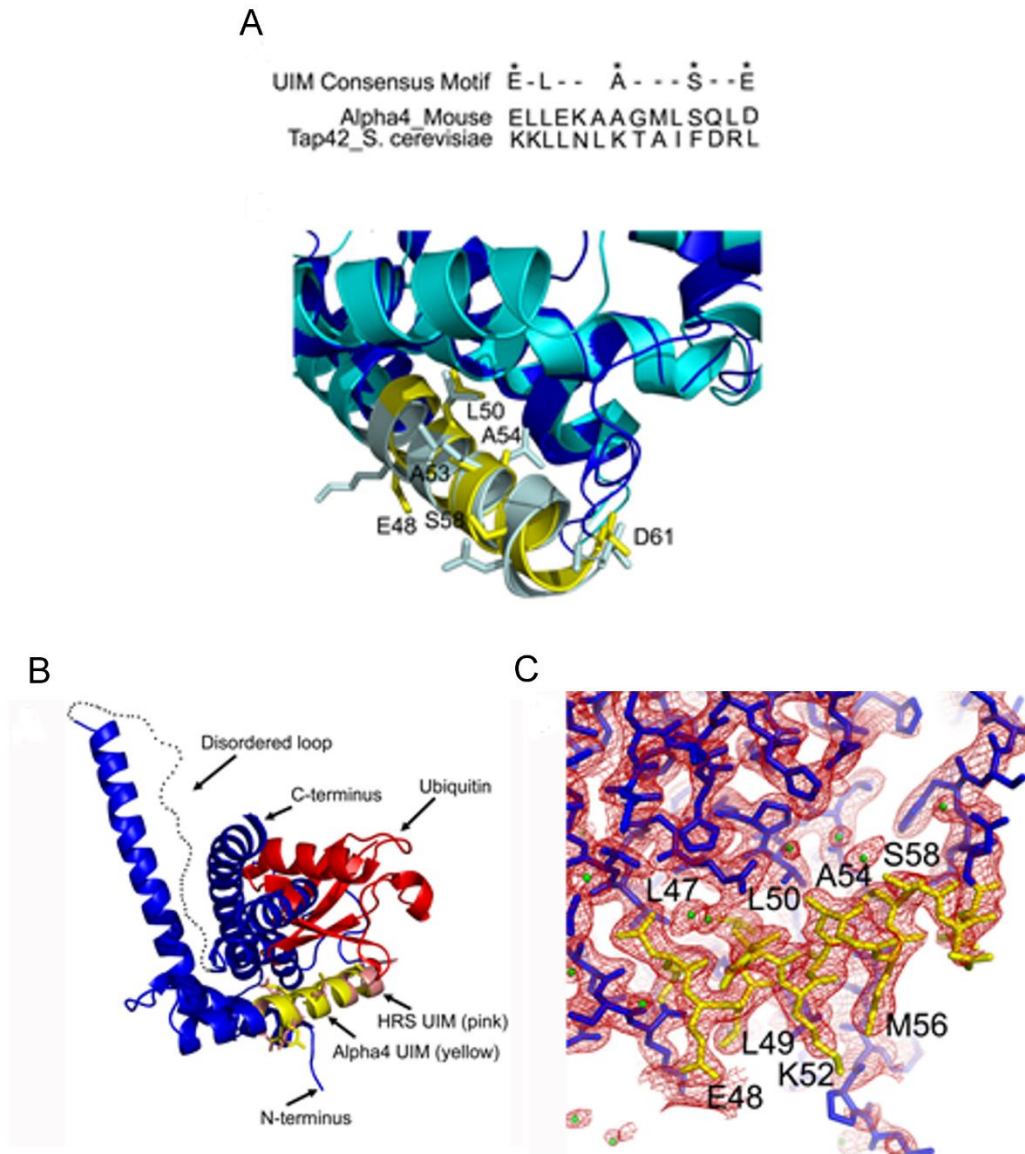 A
* * * *
UIM Consensus Motif E-L--A---S--E
Alpha4_Mouse ELLEKAAGMLSQLD
Tap42_S. cerevisiae KKLLNLKTAIFDRL
L50
A54
A53
E48 S58
D61
B
Disordered loop
C-terminus
Ubiquitin
HRS UIM (pink)
Alpha4 UIM (yellow)
N-terminus
C
S58
A54
L47 L50
M56
L49
K52
E48